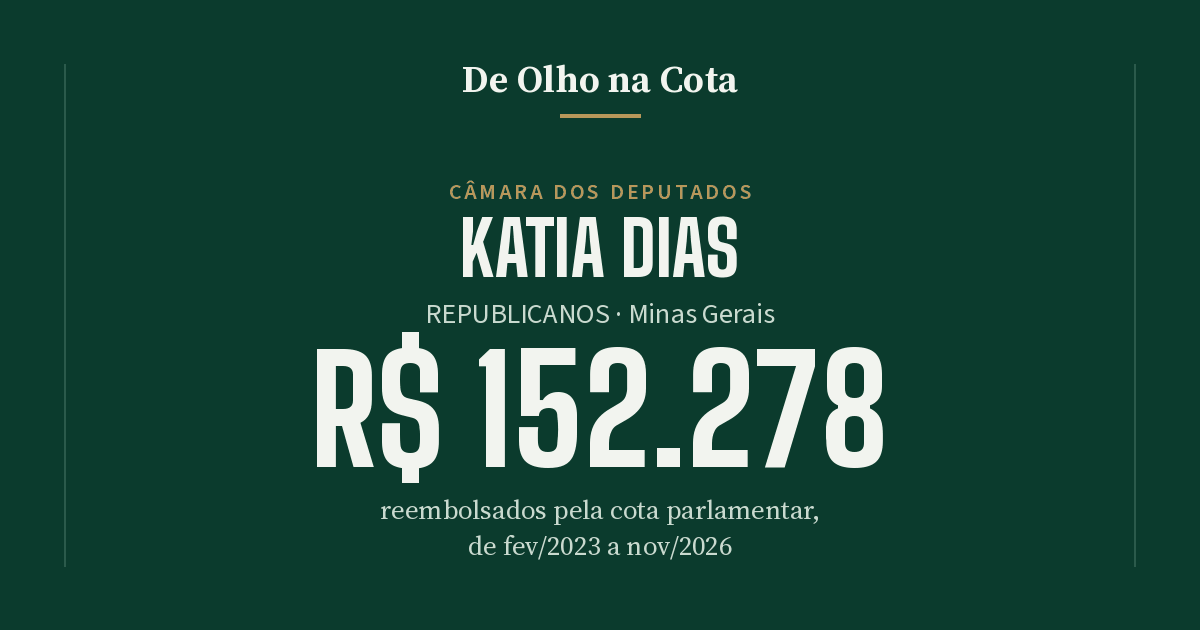 De Olho na Cota
CÂMARA DOS DEPUTADOS
KATIA DIAS
REPUBLICANOS · Minas Gerais
R$ 152.278
reembolsados pela cota parlamentar,
de fev/2023 a nov/2026